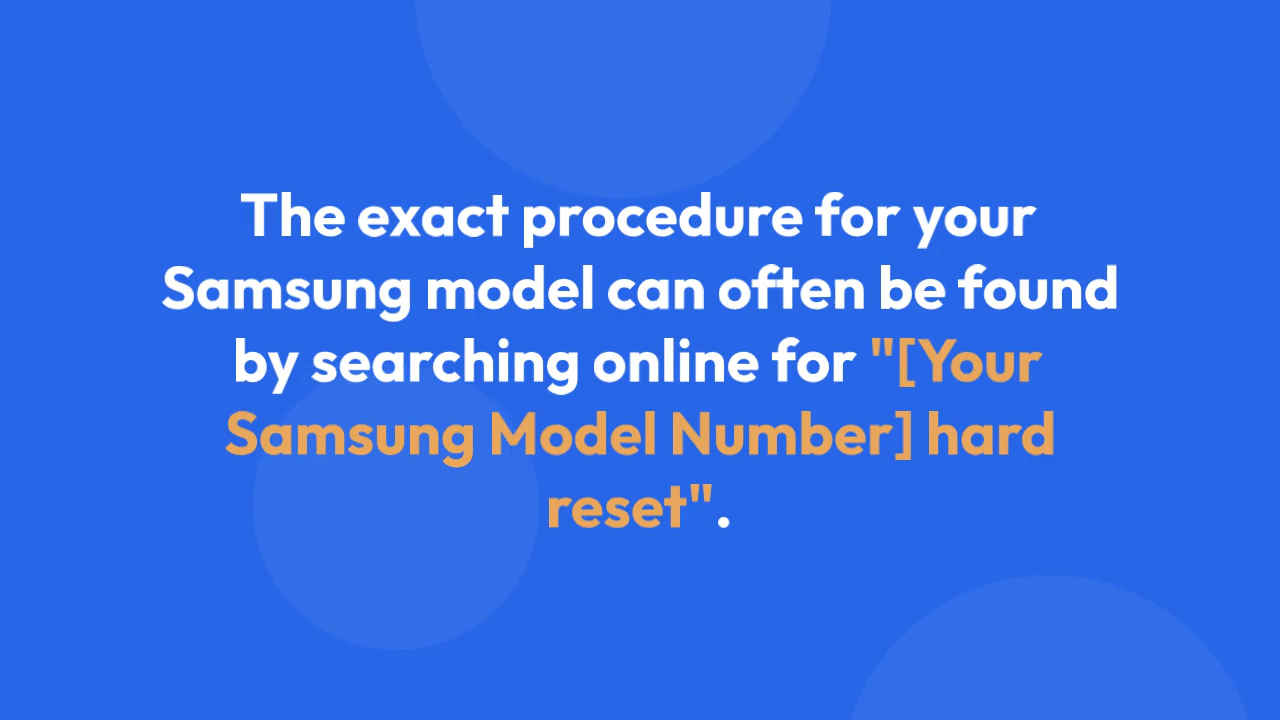 The exact procedure for your
Samsung model can often be found
by searching online for "[Your
Samsung Model Number] hard
reset".